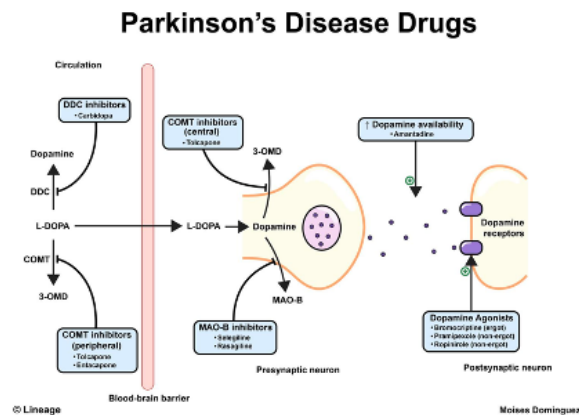 Parkinson's Disease Drugs
Circulation
DDC inhibitors
• Carbidopa
Dopamine
DDC
L-DOPA
COMT
3-OMD
COMT inhibitors
(peripheral)
• Tolcapone
• Entacapone
Blood-brain barrier
COMT inhibitors
(central)
• Tolcapone
3-OMD
L-DOPA
Dopamine
MAO-B
MAO-B inhibitors
• Selegiline
• Rasagiline
Presynaptic neuron
↑ Dopamine availability
• Amantadine
Dopamine
receptors
Dopamine Agonists
• Bromocriptine (ergot)
• Pramipexole (non-ergot)
• Ropinirole (non-ergot)
Postsynaptic neuron
© Lineage
Moises Dominguez